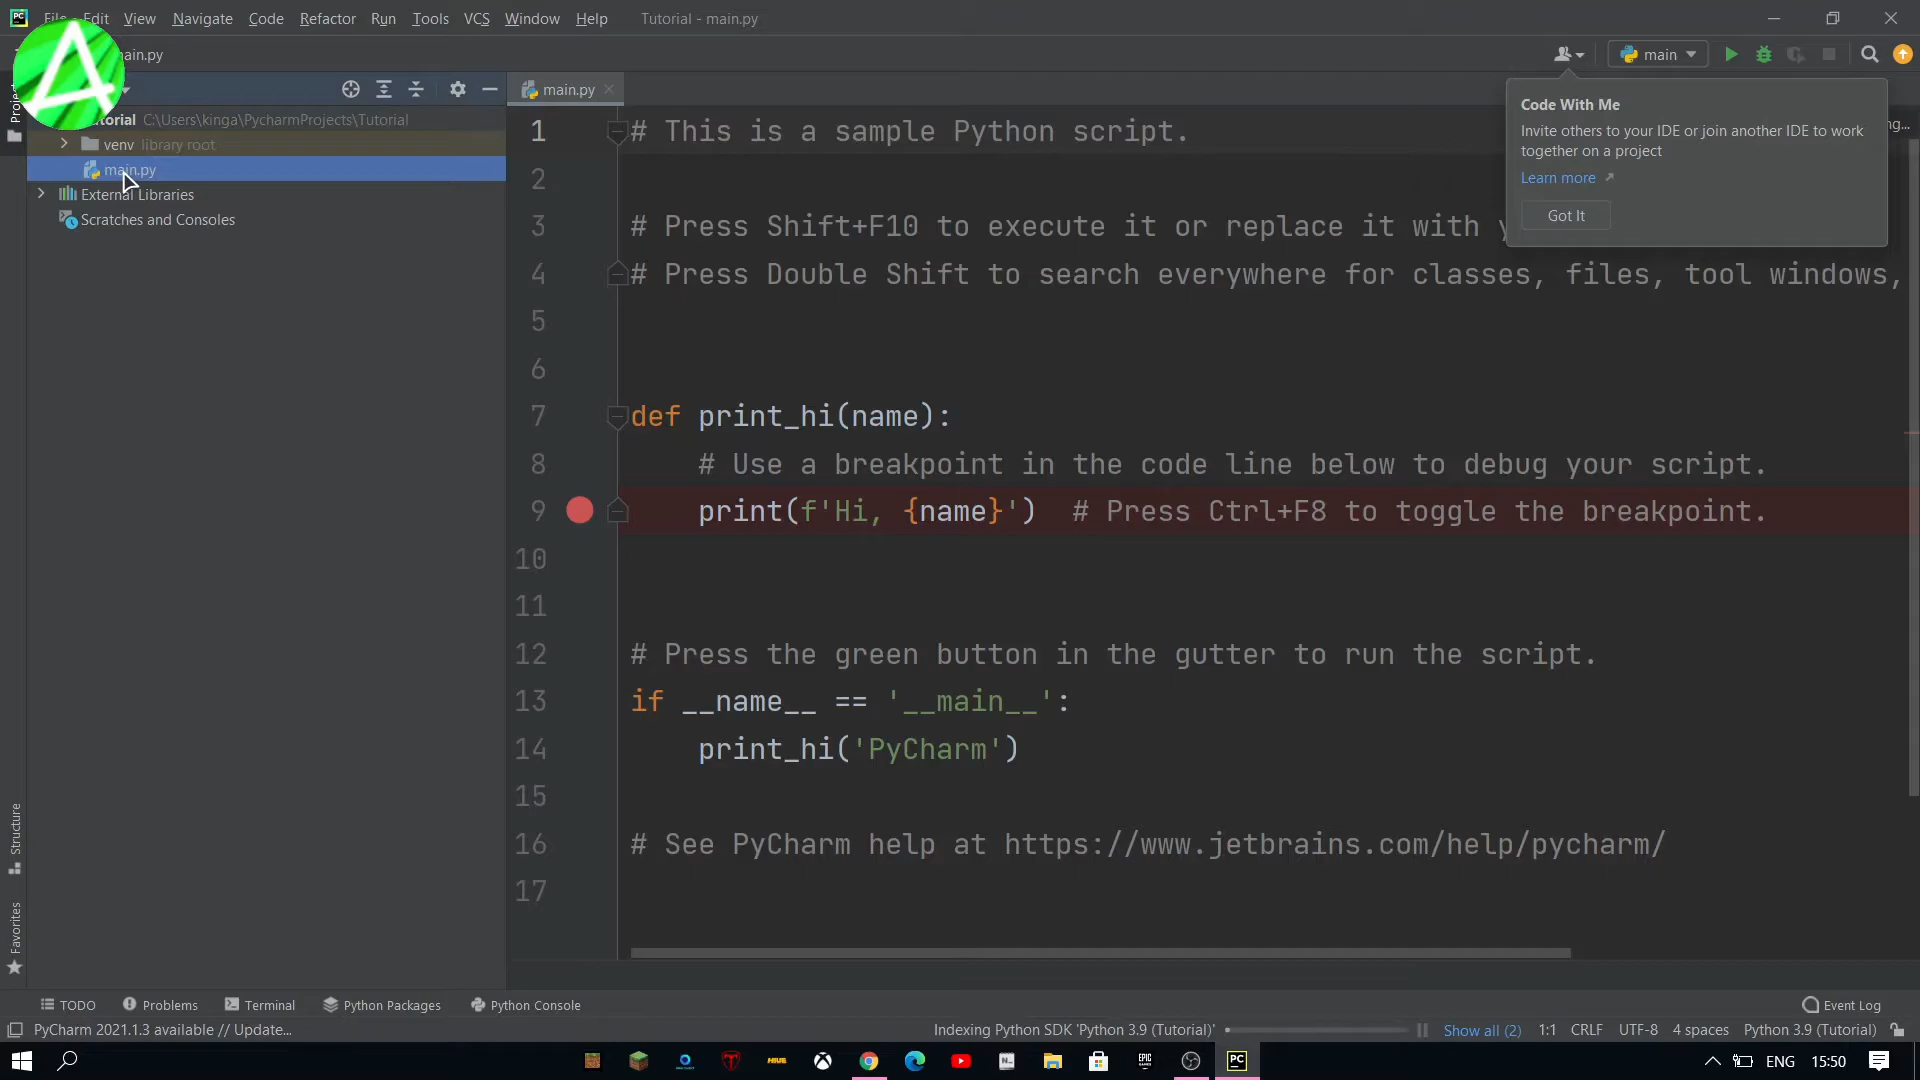 File Edit View Navigate Code Refactor Run Tools VCS Window Help Tutorial - main.py
main.py
main
Project
main.py
Tutorial C:\Users\kinga\PycharmProjects\Tutorial
venv library root
main.py
External Libraries
Scratches and Consoles
Code With Me
Invite others to your IDE or join another IDE to work
together on a project
Learn more
Got It
1 # This is a sample Python script.
2
3 # Press Shift+F10 to execute it or replace it with
4 # Press Double Shift to search everywhere for classes, files, tool windows,
5
6
7 def print_hi(name):
8 # Use a breakpoint in the code line below to debug your script.
9 print(f'Hi, {name}') # Press Ctrl+F8 to toggle the breakpoint.
10
11
12 # Press the green button in the gutter to run the script.
13 if __name__ == '__main__':
14 print_hi('PyCharm')
15
16 # See PyCharm help at https://www.jetbrains.com/help/pycharm/
17
Structure
Favorites
TODO Problems Terminal Python Packages Python Console Event Log
PyCharm 2021.1.3 available // Update... Indexing Python SDK 'Python 3.9 (Tutorial)' Show all (2) 1:1 CRLF UTF-8 4 spaces Python 3.9 (Tutorial)
ENG 15:50